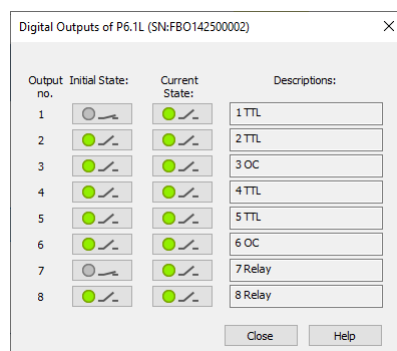 Digital Outputs of P6.1L (SN:FBO142500002)
Output no. Initial State: Current State: Descriptions:
1 1 TTL
2 2 TTL
3 3 OC
4 4 TTL
5 5 TTL
6 6 OC
7 7 Relay
8 8 Relay
Close Help